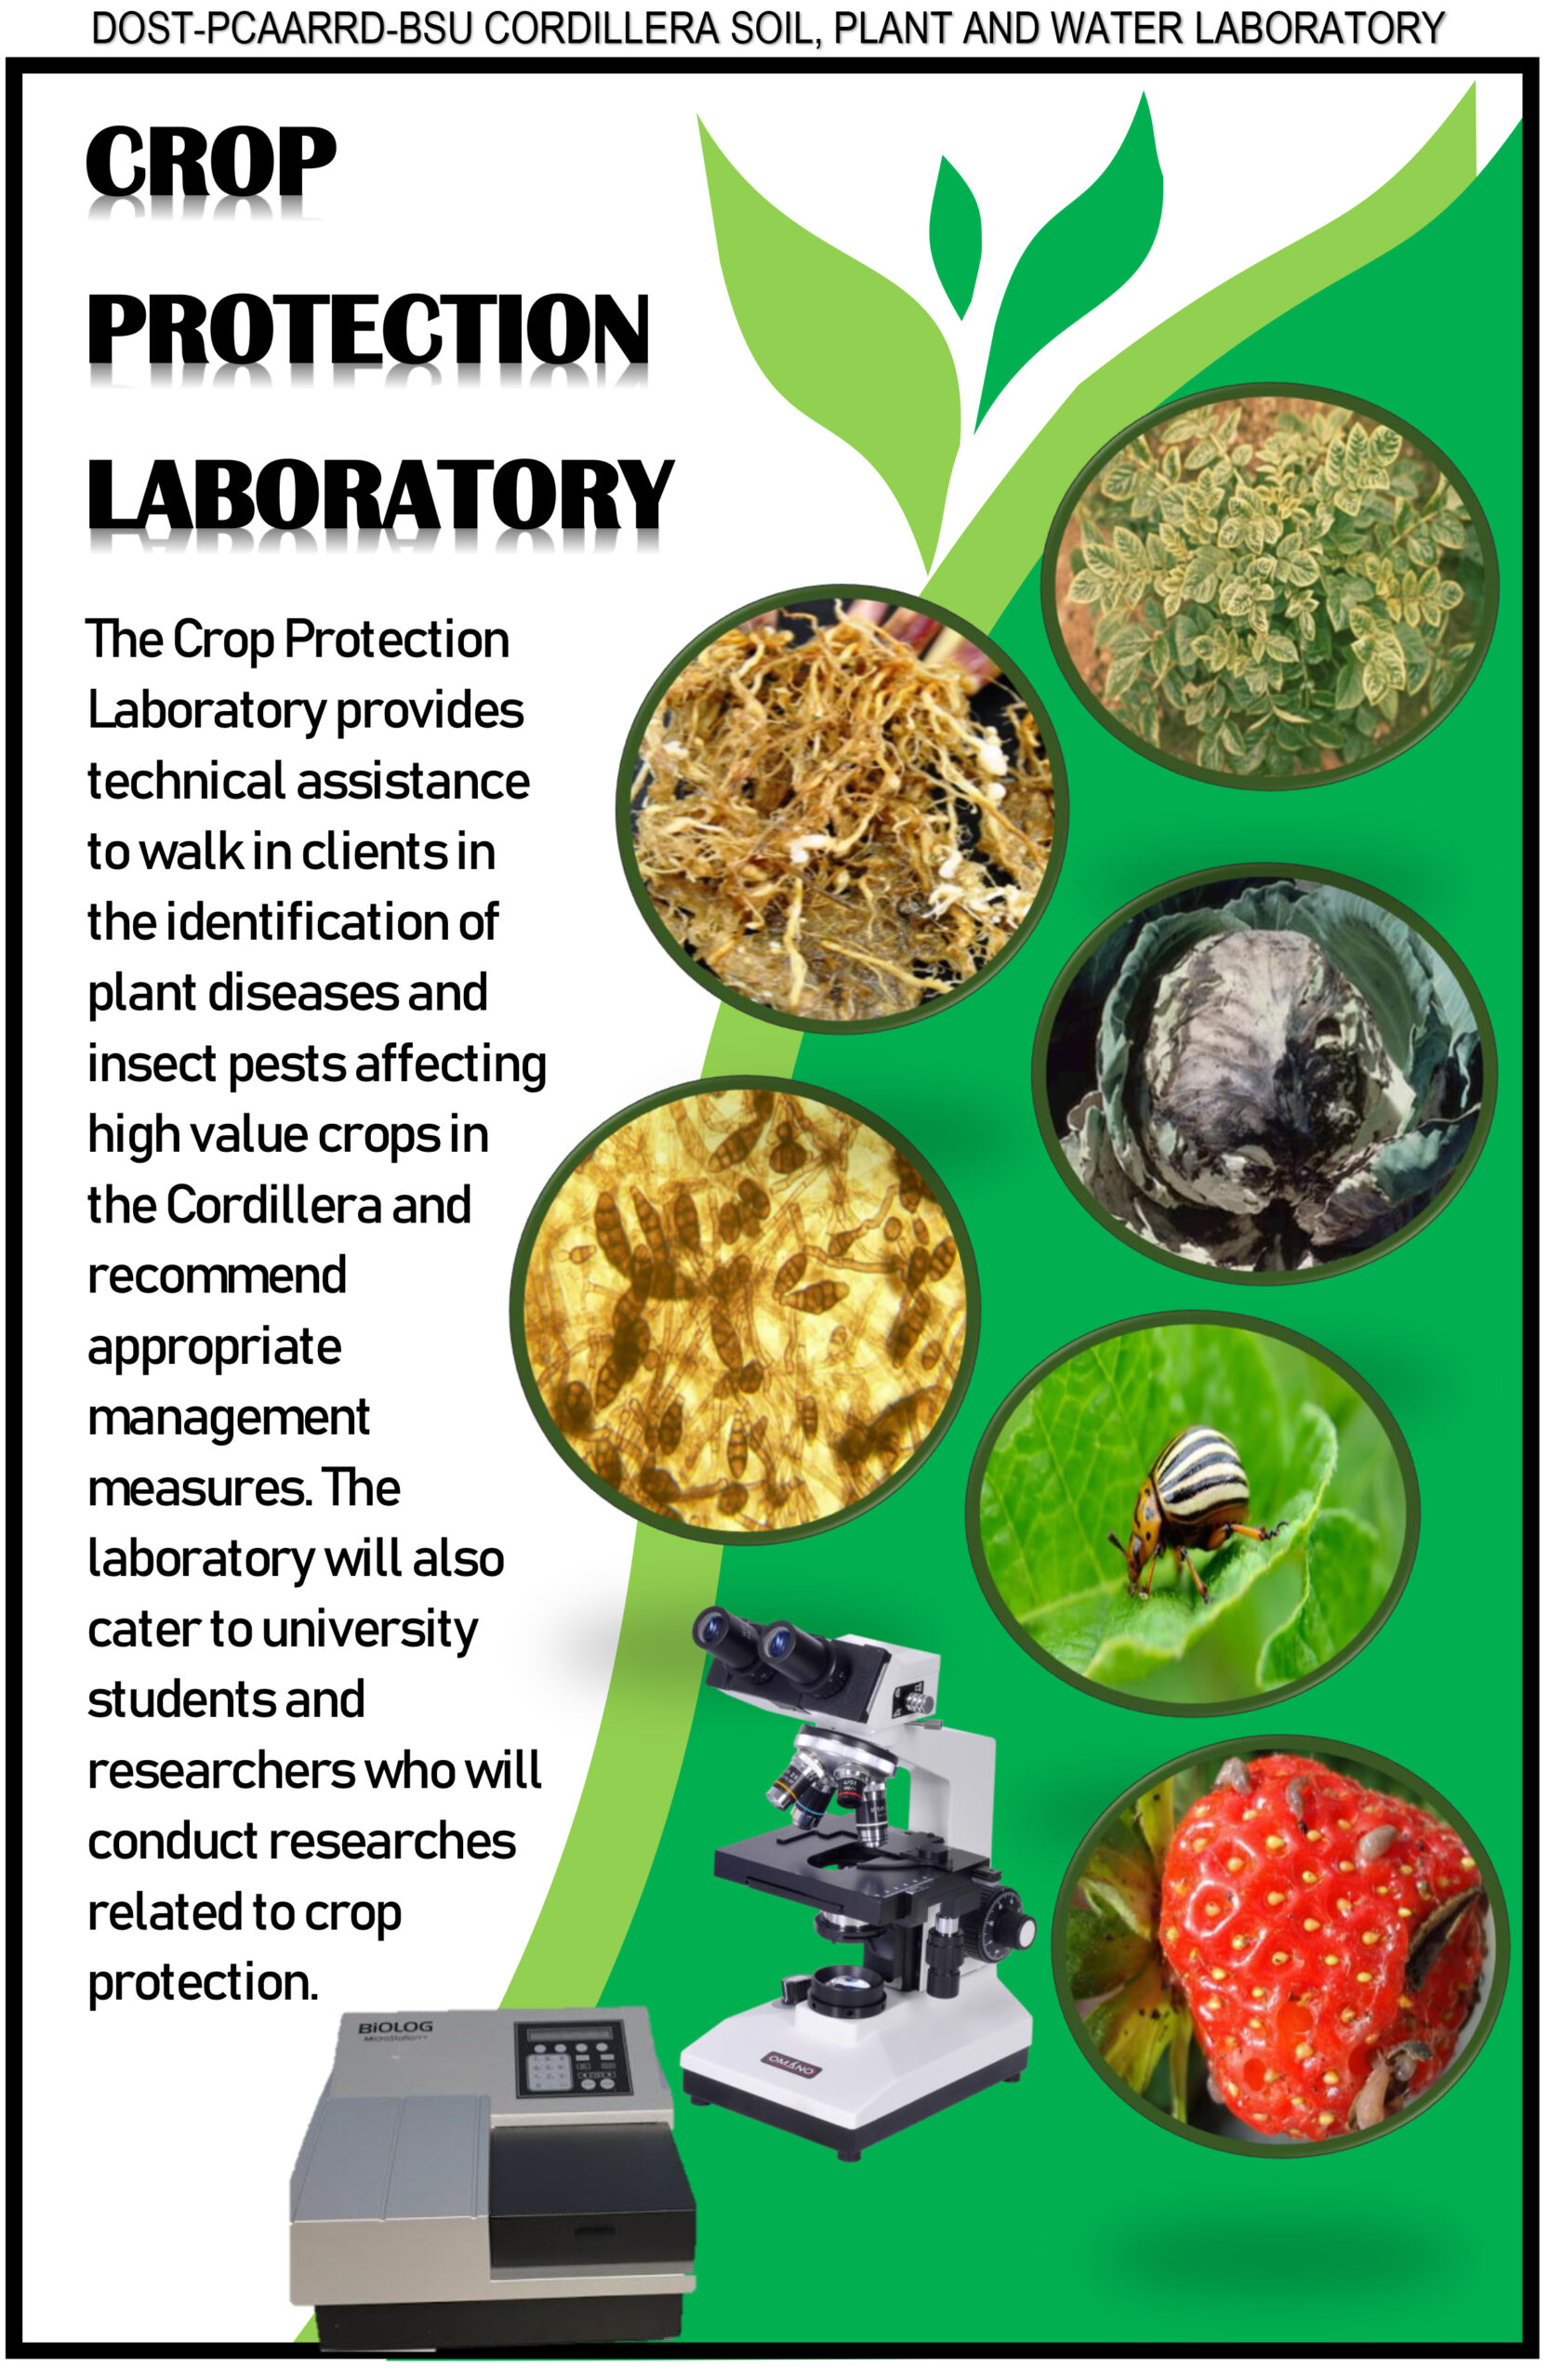 DOST-PCAARRD-BSU CORDILLERA SOIL, PLANT AND WATER LABORATORY
CROP
PROTECTION
LABORATORY
The Crop Protection
Laboratory provides
technical assistance
to walk in clients in
the identification of
plant diseases and
insect pests affecting
high value crops in
the Cordillera and
recommend
appropriate
management
measures. The
laboratory will also
cater to university
students and
researchers who will
conduct researches
related to crop
protection.
BiOLOG
MicroStation